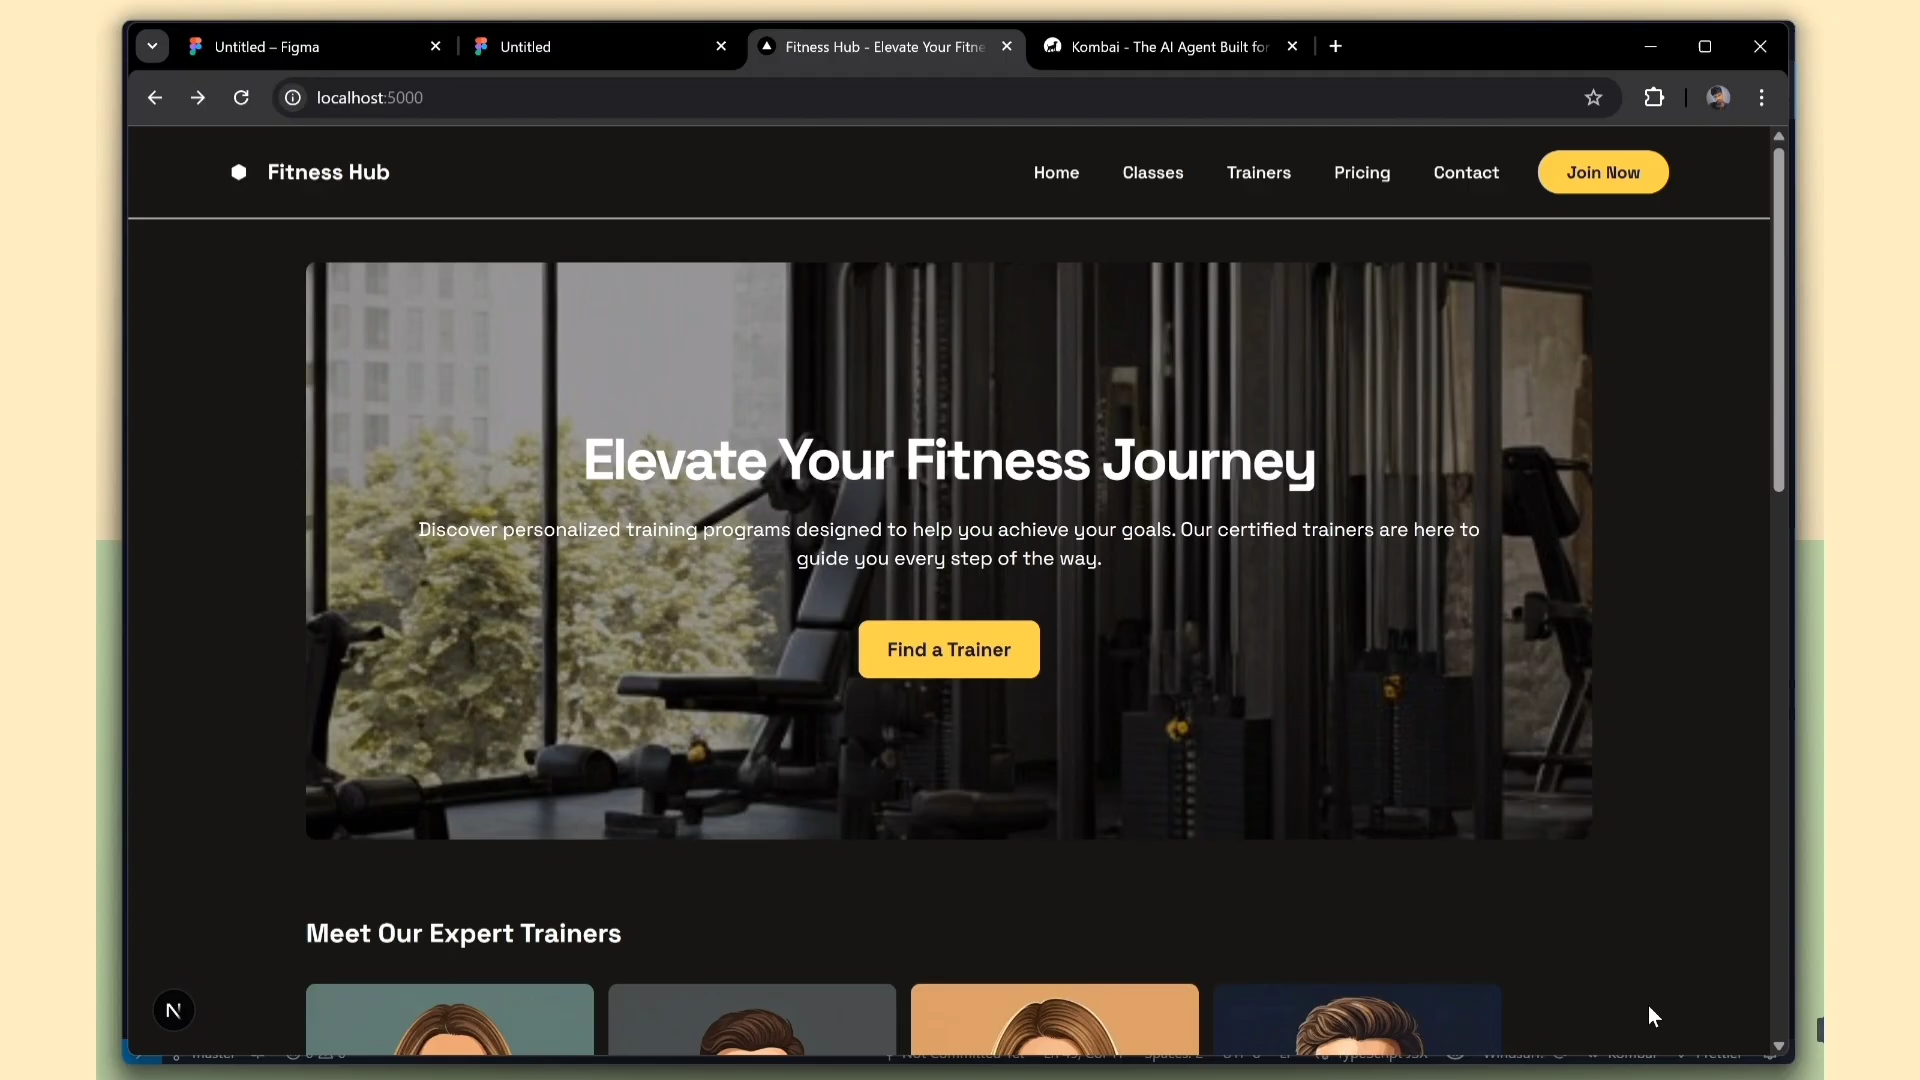 Untitled – Figma
Untitled
Fitness Hub - Elevate Your Fitne
Kombai - The AI Agent Built for
localhost:5000
Fitness Hub
Home
Classes
Trainers
Pricing
Contact
Join Now
Elevate Your Fitness Journey
Discover personalized training programs designed to help you achieve your goals. Our certified trainers are here to
guide you every step of the way.
Find a Trainer
Meet Our Expert Trainers
N